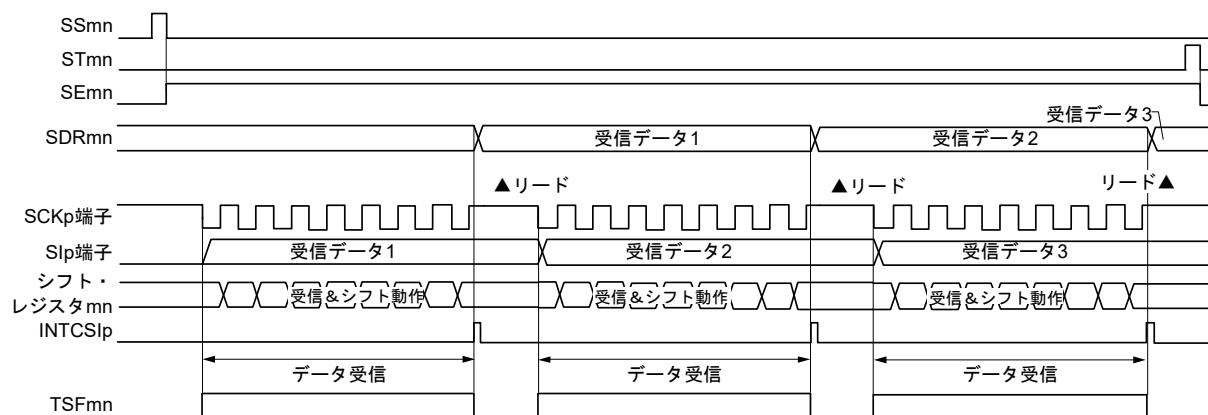 SSmn
STmn
SEmn
受信データ3
SDRmn
受信データ1
受信データ2
▲リード
▲リード
リード▲
SCKp端子
SIp端子
受信データ1
受信データ2
受信データ3
シフト・
レジスタmn
受信&シフト動作
受信&シフト動作
受信&シフト動作
INTCSIp
データ受信
データ受信
データ受信
TSFmn